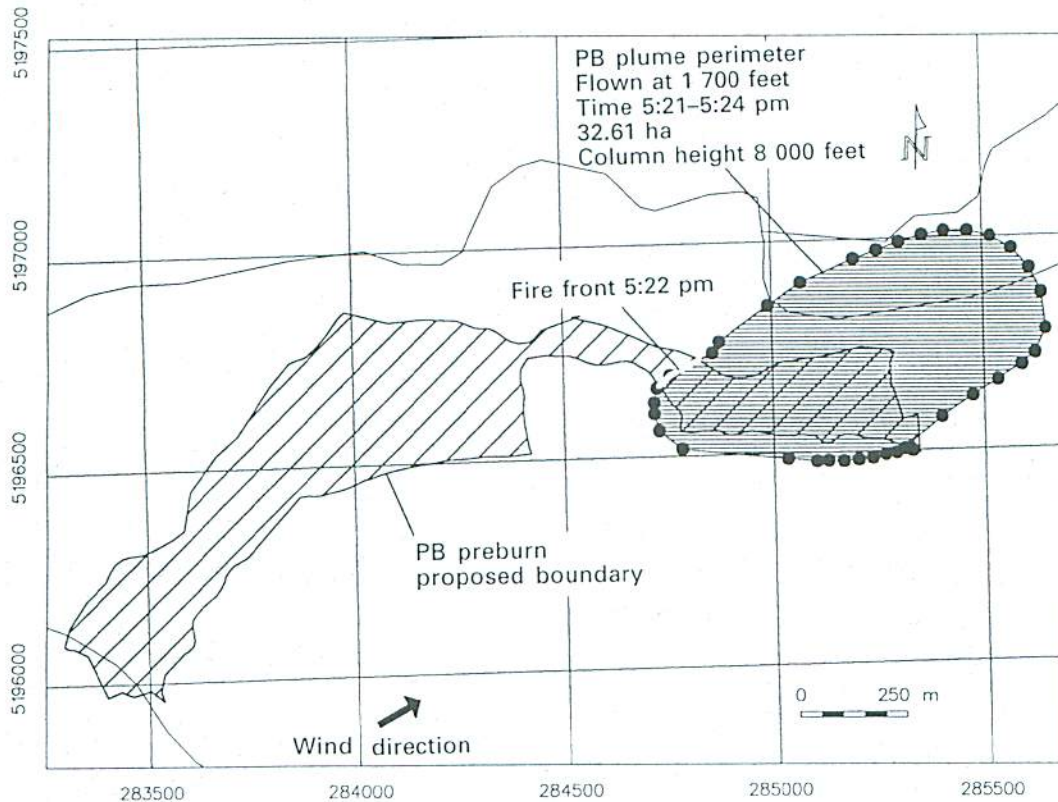 5197500
PB plume perimeter
Flown at 1 700 feet
Time 5:21–5:24 pm
32.61 ha
Column height 8 000 feet
N
5197000
Fire front 5:22 pm
5196500
PB preburn
proposed boundary
5196000
0 250 m
Wind direction
283500 284000 284500 285000 285500